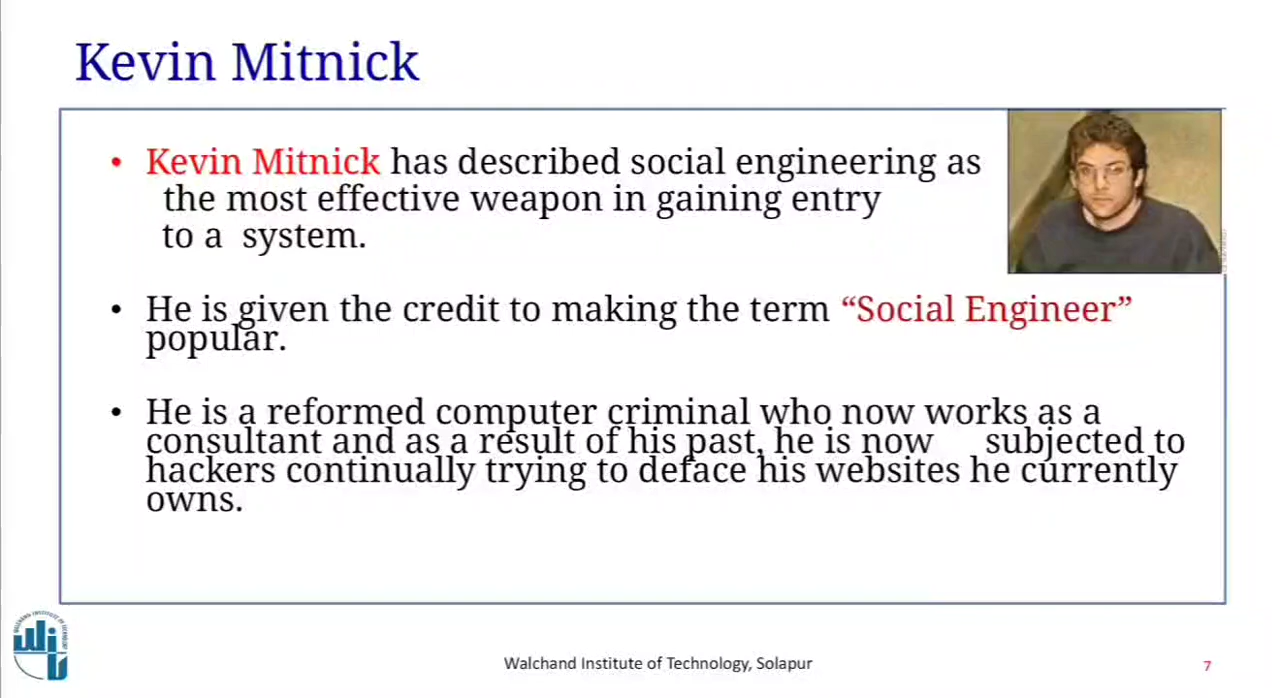 Kevin Mitnick
• Kevin Mitnick has described social engineering as
the most effective weapon in gaining entry
to a system.
• He is given the credit to making the term “Social Engineer”
popular.
• He is a reformed computer criminal who now works as a
consultant and as a result of his past, he is now subjected to
hackers continually trying to deface his websites he currently
owns.
Walchand Institute of Technology, Solapur
7